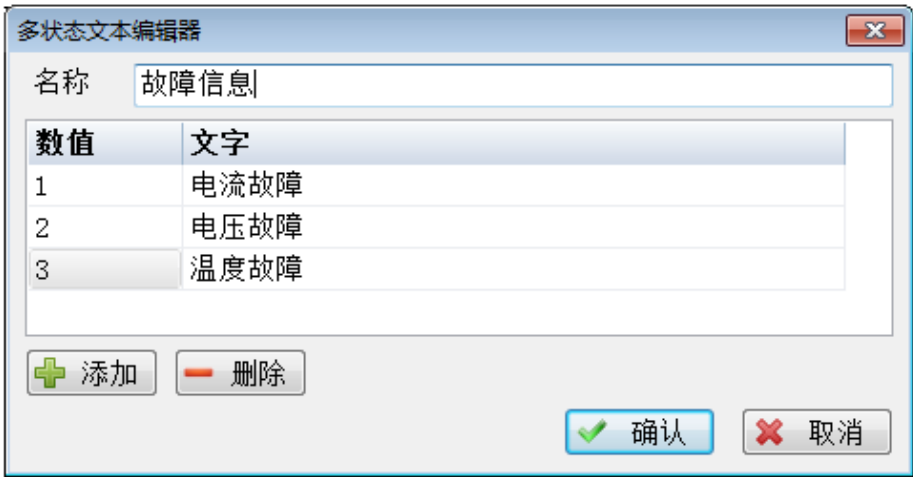 多状态文本编辑器
名称 故障信息
数值 文字
1 电流故障
2 电压故障
3 温度故障
添加 删除
确认 取消